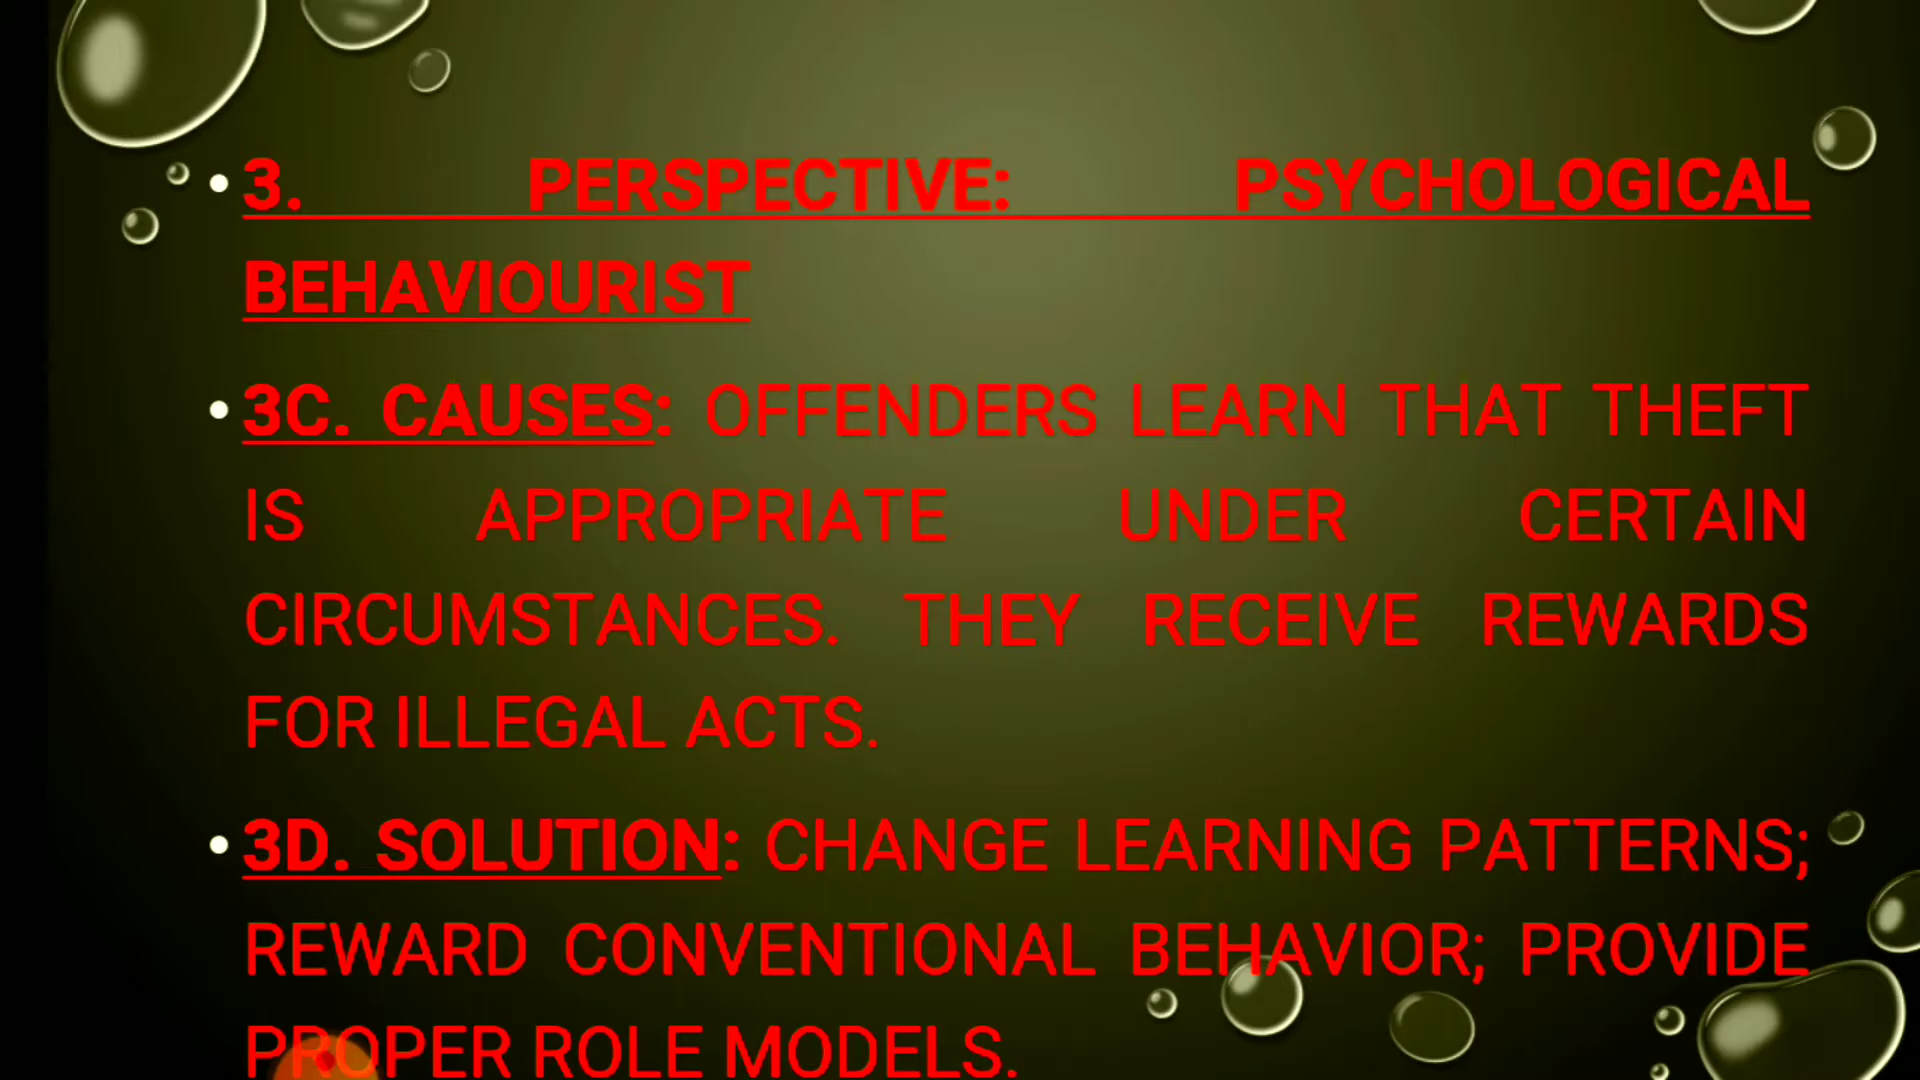 • 3. PERSPECTIVE: PSYCHOLOGICAL
BEHAVIOURIST
• 3C. CAUSES: OFFENDERS LEARN THAT THEFT
IS APPROPRIATE UNDER CERTAIN
CIRCUMSTANCES. THEY RECEIVE REWARDS
FOR ILLEGAL ACTS.
• 3D. SOLUTION: CHANGE LEARNING PATTERNS;
REWARD CONVENTIONAL BEHAVIOR; PROVIDE
PROPER ROLE MODELS.